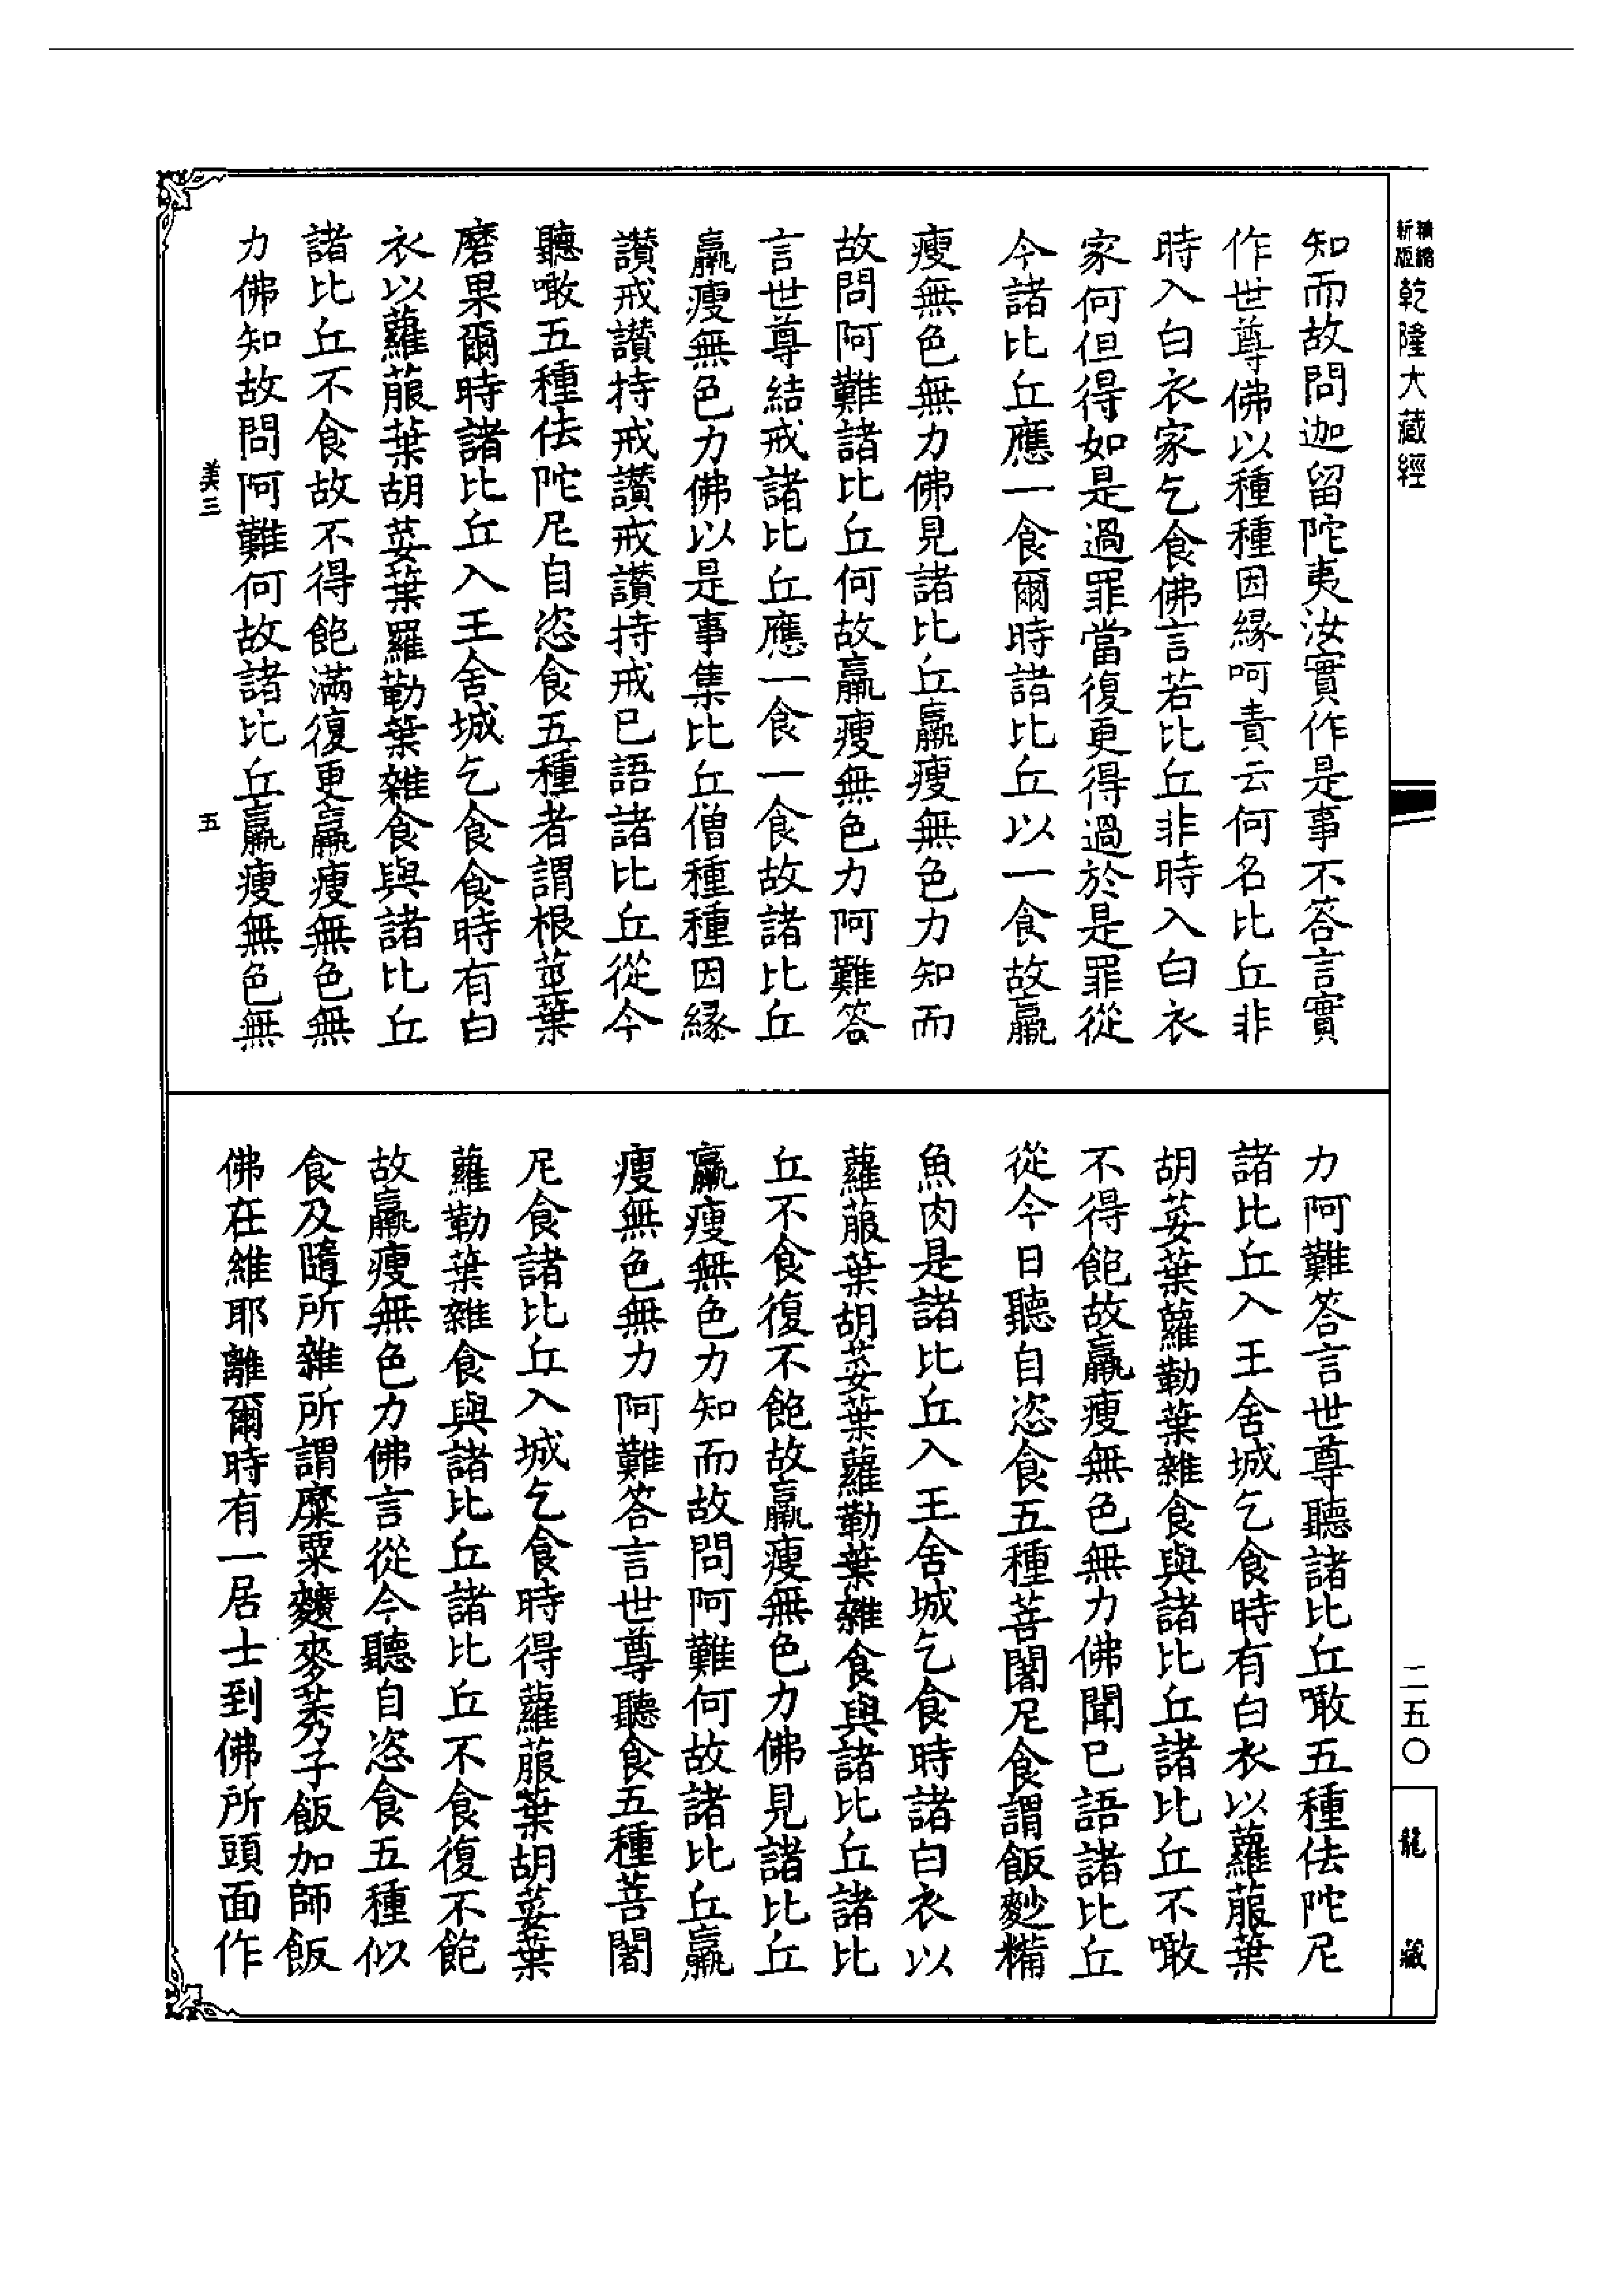 新編
縮版
乾隆大藏經
知而故問迦留陀夷汝實作是事不答言實
作世尊佛以種種因緣呵責云何名比丘非
時入白衣家乞食佛言若比丘非時入白衣
家何但得如是過罪當復更得過於是罪從
今諸比丘應一食爾時諸比丘以一食故羸
瘦無色無力佛見諸比丘羸瘦無色力知而
故問阿難諸比丘何故羸瘦無色力阿難答
言世尊結戒諸比丘應一食一食故諸比丘
羸瘦無色力佛以是事集比丘僧種種因緣
讚戒讚持戒讚戒讚持戒已語諸比丘從今
聽噉五種佉陀尼自恣食五種者謂根莖葉
磨果爾時諸比丘入王舍城乞食食時有白
衣以蘿蔔葉胡荽葉羅勒葉雜食與諸比丘
諸比丘不食故不得飽滿復更羸瘦無色無
力佛知故問阿難何故諸比丘羸瘦無色無
美三
五
力阿難答言世尊聽諸比丘噉五種佉陀尼
諸比丘入王舍城乞食時有白衣以蘿菔葉
胡荽葉蘿勒葉雜食與諸比丘諸比丘不噉
不得飽故羸瘦無色無力佛聞已語諸比丘
從今日聽自恣食五種菩闍尼食謂飯麨糒
魚肉是諸比丘入王舍城乞食時諸白衣以
蘿菔葉胡荽葉蘿勒葉雜食與諸比丘諸比
丘不食復不飽故羸瘦無色力佛見諸比丘
羸瘦無色力知而故問阿難何故諸比丘羸
瘦無色無力阿難答言世尊聽食五種菩闍
尼食諸比丘入城乞食時得蘿菔葉胡荽葉
蘿勒葉雜食與諸比丘諸比丘不食復不飽
故羸瘦無色力佛言從今聽自恣食五種似
食及隨所雜所謂糜粟䵃麥莠子飯加師飯
佛在維耶離爾時有一居士到佛所頭面作
二五〇
龍藏